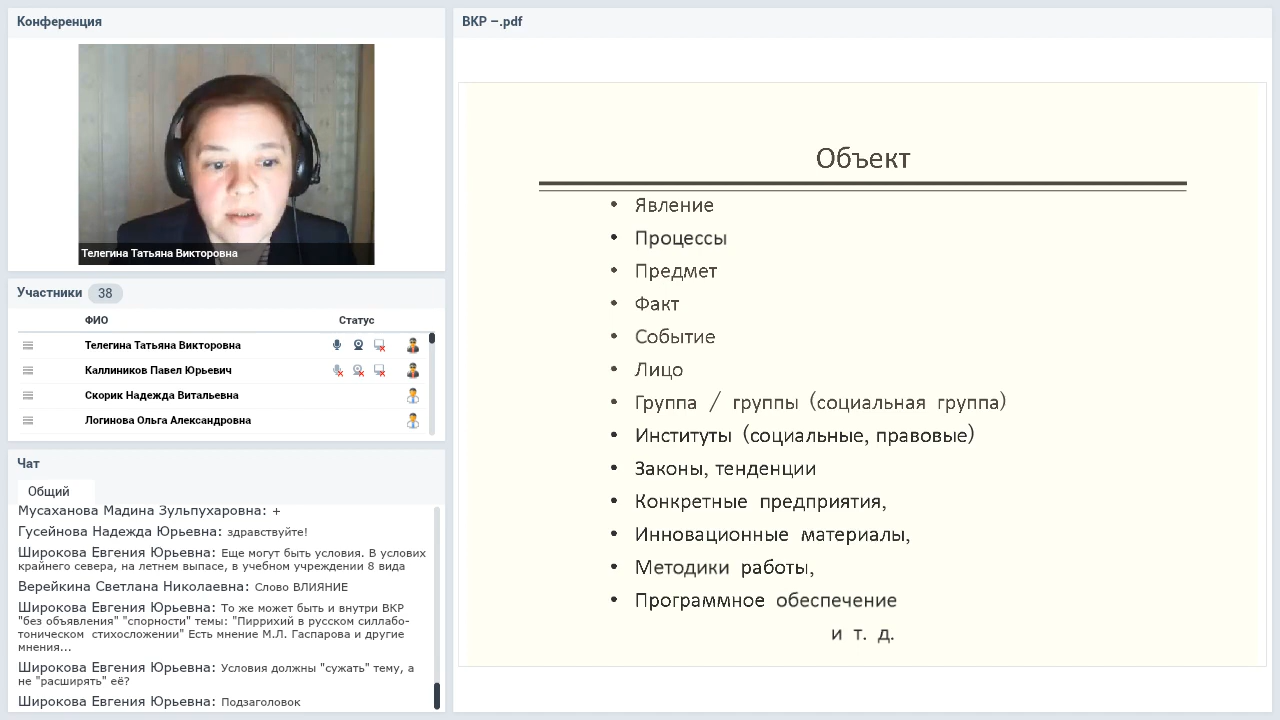 Конференция
Телегина Татьяна Викторовна
Участники 38
ФИО Статус
Телегина Татьяна Викторовна
Каллиников Павел Юрьевич
Скорик Надежда Витальевна
Логинова Ольга Александровна
Чат
Общий
Мусаханова Мадина Зульпухаровна: +
Гусейнова Надежда Юрьевна: здравствуйте!
Широкова Евгения Юрьевна: Еще могут быть условия. В услових
крайнего севера, на летнем выпасе, в учебном учреждении 8 вида
Верейкина Светлана Николаевна: Слово ВЛИЯНИЕ
Широкова Евгения Юрьевна: То же может быть и внутри ВКР
"без объявления" "спорности" темы: "Пиррихий в русском силлабо-
тоническом стихосложении" Есть мнение М.Л. Гаспарова и другие
мнения...
Широкова Евгения Юрьевна: Условия должны "сужать" тему, а
не "расширять" её?
Широкова Евгения Юрьевна: Подзаголовок
ВКР –.pdf
Объект
• Явление
• Процессы
• Предмет
• Факт
• Событие
• Лицо
• Группа / группы (социальная группа)
• Институты (социальные, правовые)
• Законы, тенденции
• Конкретные предприятия,
• Инновационные материалы,
• Методики работы,
• Программное обеспечение
и т. д.